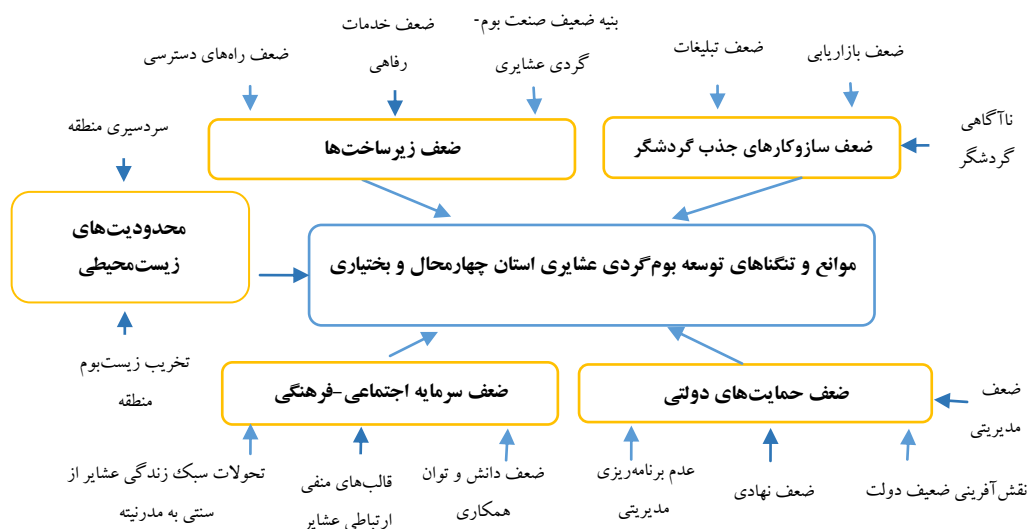 ضعف بازاریابی
ضعف تبلیغات
بنیه ضعیف صنعت بوم-
گردی عشایری
ضعف خدمات
رفاهی
ضعف راه‌های دسترسی
ناآگاهی
گردشگر
ضعف سازوکارهای جذب گردشگر
ضعف زیرساخت‌ها
سردسیری منطقه
محدودیت‌های
زیست‌محیطی
موانع و تنگناهای توسعه بوم‌گردی عشایری استان چهارمحال و بختیاری
تخریب زیست‌بوم
منطقه
ضعف حمایت‌های دولتی
ضعف سرمایه اجتماعی-فرهنگی
ضعف
مدیریتی
نقش‌آفرینی ضعیف دولت
ضعف نهادی
عدم برنامه‌ریزی
مدیریتی
ضعف دانش و توان
همکاری
قالب‌های منفی
ارتباطی عشایر
تحولات سبک زندگی عشایر از
سنتی به مدرنیته